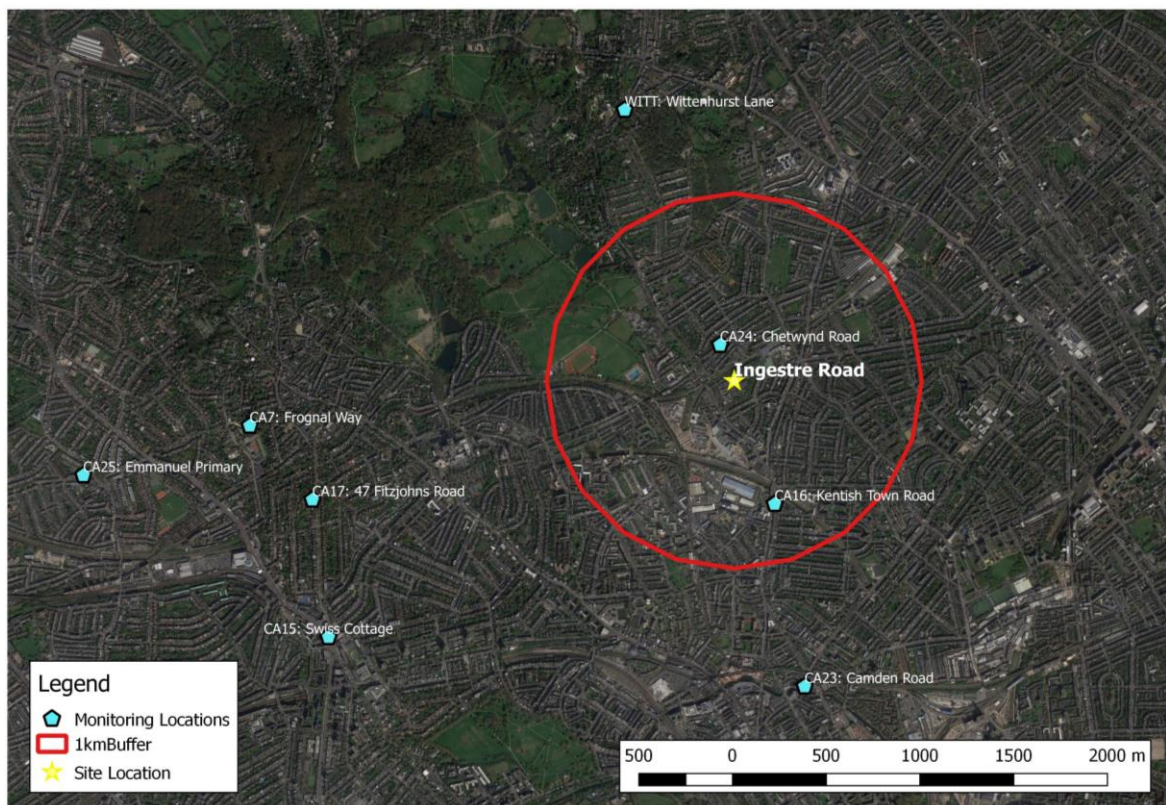 WITT: Wittenhurst Lane
CA24: Chetwynd Road
Ingestre Road
CA7: Frognal Way
CA25: Emmanuel Primary
CA17: 47 Fitzjohns Road
CA16: Kentish Town Road
CA15: Swiss Cottage
CA23: Camden Road
Legend
Monitoring Locations
1kmBuffer
Site Location
500 0 500 1000 1500 2000 m